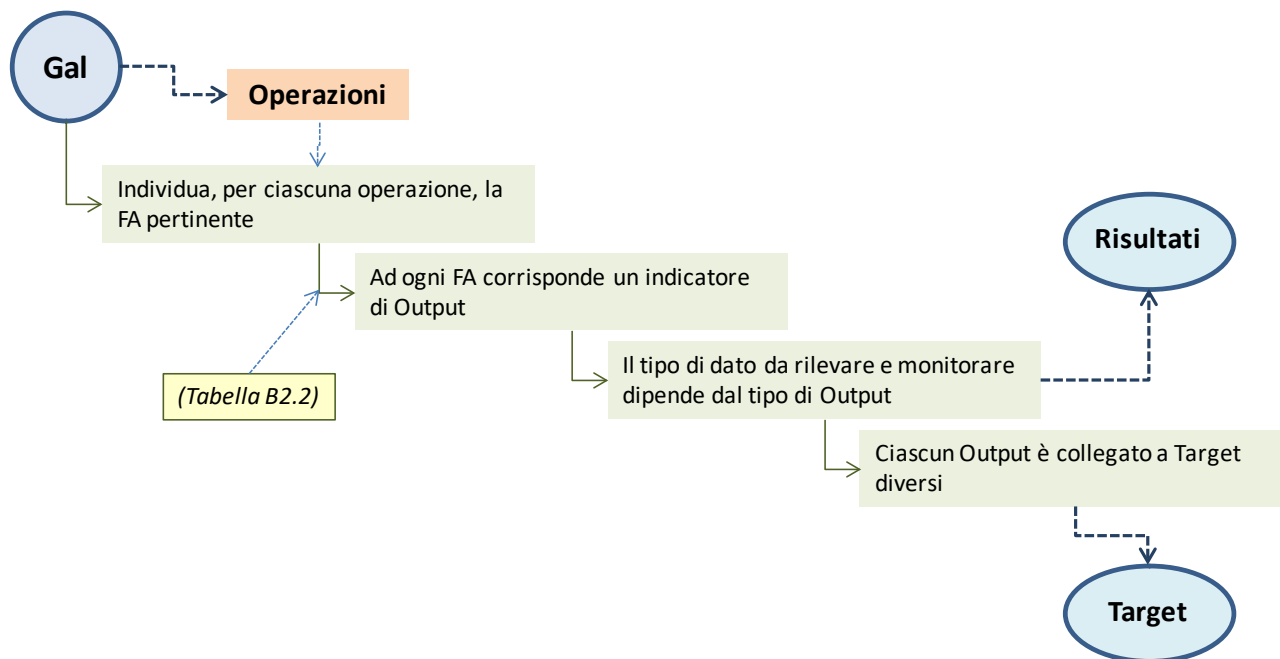 Gal
Operazioni
Individua, per ciascuna operazione, la
FA pertinente
Risultati
Ad ogni FA corrisponde un indicatore
di Output
Il tipo di dato da rilevare e monitorare
dipende dal tipo di Output
(Tabella B2.2)
Ciascun Output è collegato a Target
diversi
Target